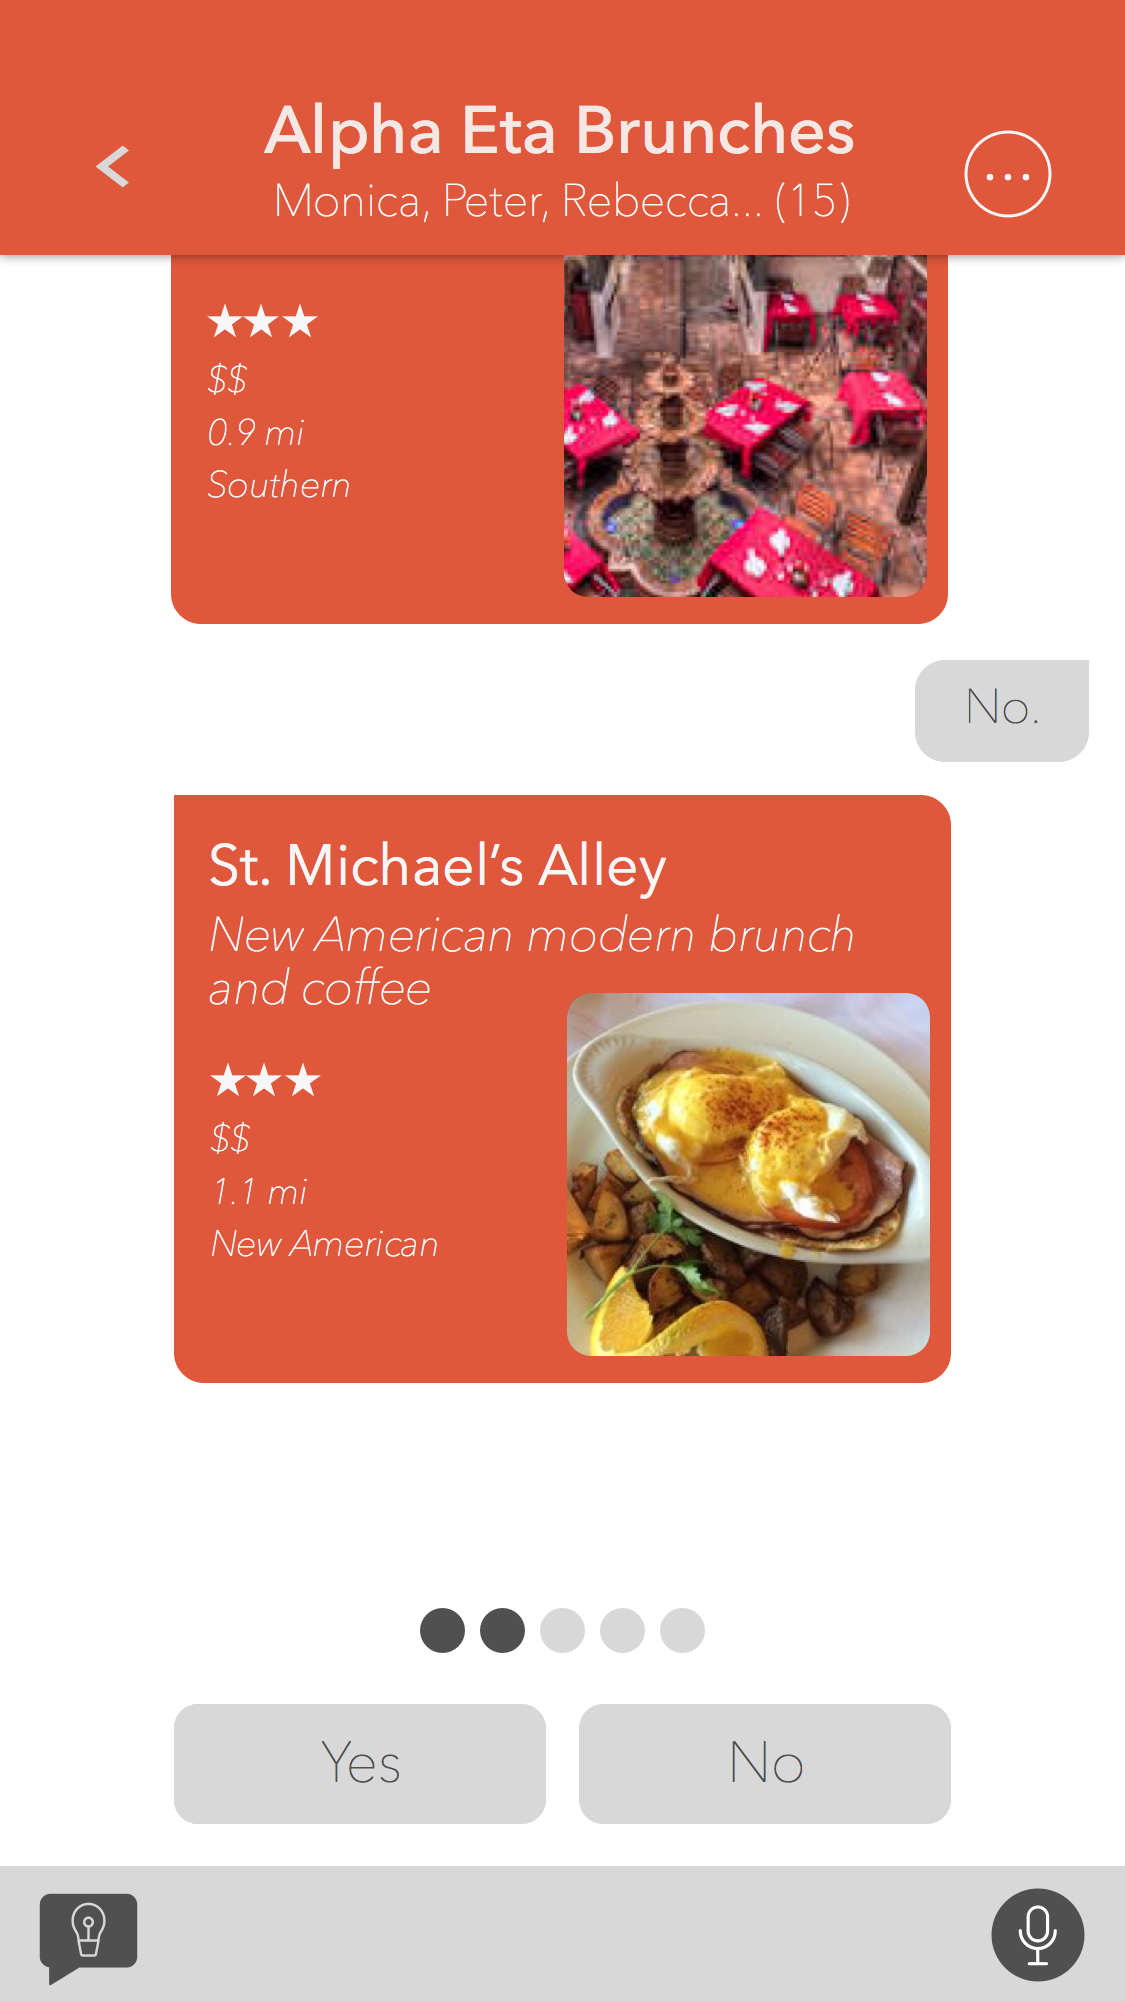 Alpha Eta Brunches
Monica, Peter, Rebecca... (15)
★★★
$$
0.9 mi
Southern
No.
St. Michael’s Alley
New American modern brunch
and coffee
★★★
$$
1.1 mi
New American
Yes
No